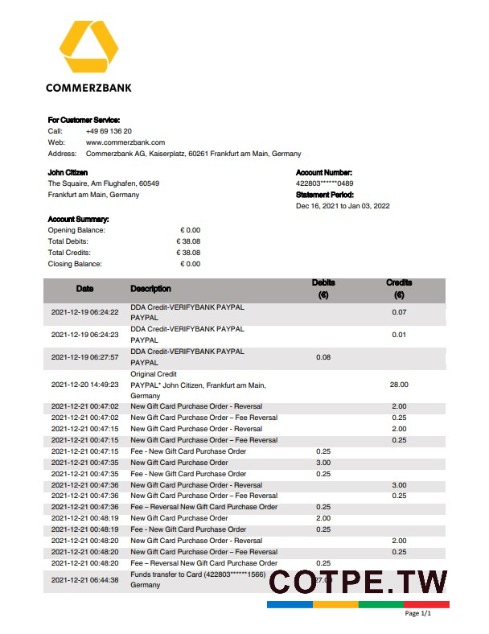 COMMERZBANK
For Customer Service:
Call: +49 69 136 20
Web: www.commerzbank.com
Address: Commerzbank AG, Kaiserplatz, 60261 Frankfurt am Main, Germany
John Citizen Account Number:
The Squaire, Am Flughafen, 60549 422803******0489
Frankfurt am Main, Germany Statement Period:
Dec 16, 2021 to Jan 03, 2022
Account Summary:
Opening Balance: € 0.00
Total Debits: € 38.08
Total Credits: € 38.08
Closing Balance: € 0.00
Date Description Debits (€) Credits (€)
2021-12-19 06:24:22 DDA Credit-VERIFYBANK PAYPAL 0.07
PAYPAL
2021-12-19 06:24:23 DDA Credit-VERIFYBANK PAYPAL 0.01
PAYPAL
2021-12-19 06:27:57 DDA Credit-VERIFYBANK PAYPAL 0.08
PAYPAL
Original Credit
2021-12-20 14:49:23 PAYPAL* John Citizen, Frankfurt am Main, 28.00
Germany
2021-12-21 00:47:02 New Gift Card Purchase Order - Reversal 2.00
2021-12-21 00:47:02 New Gift Card Purchase Order – Fee Reversal 0.25
2021-12-21 00:47:15 New Gift Card Purchase Order - Reversal 2.00
2021-12-21 00:47:15 New Gift Card Purchase Order – Fee Reversal 0.25
2021-12-21 00:47:15 Fee - New Gift Card Purchase Order 0.25
2021-12-21 00:47:35 New Gift Card Purchase Order 3.00
2021-12-21 00:47:35 Fee - New Gift Card Purchase Order 0.25
2021-12-21 00:47:36 New Gift Card Purchase Order - Reversal 3.00
2021-12-21 00:47:36 New Gift Card Purchase Order – Fee Reversal 0.25
2021-12-21 00:47:36 Fee – Reversal New Gift Card Purchase Order 0.25
2021-12-21 00:48:19 New Gift Card Purchase Order 2.00
2021-12-21 00:48:19 Fee - New Gift Card Purchase Order 0.25
2021-12-21 00:48:20 New Gift Card Purchase Order - Reversal 2.00
2021-12-21 00:48:20 New Gift Card Purchase Order – Fee Reversal 0.25
2021-12-21 00:48:20 Fee – Reversal New Gift Card Purchase Order 0.25
2021-12-21 06:44:38 Funds transfer to Card (422803******1566)
Germany
COTPE.TW
Page 1/1